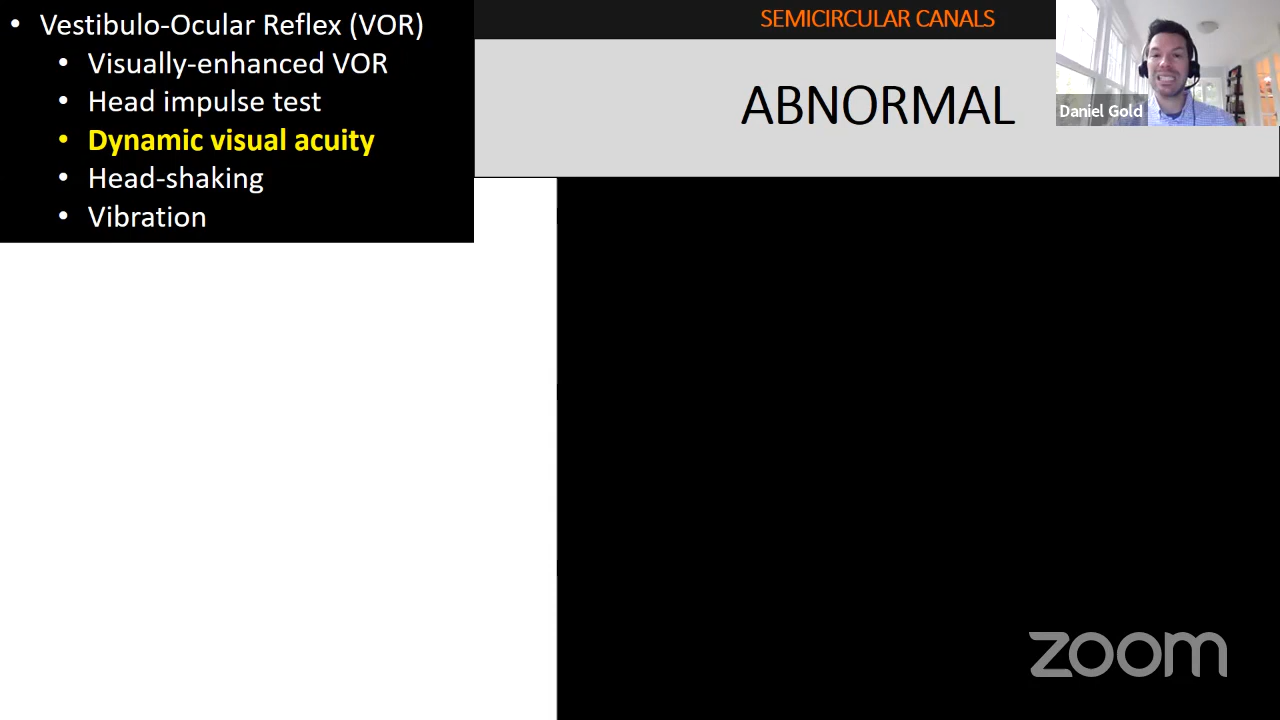 • Vestibulo-Ocular Reflex (VOR)
• Visually-enhanced VOR
• Head impulse test
• Dynamic visual acuity
• Head-shaking
• Vibration
SEMICIRCULAR CANALS
ABNORMAL
Daniel Gold
zoom